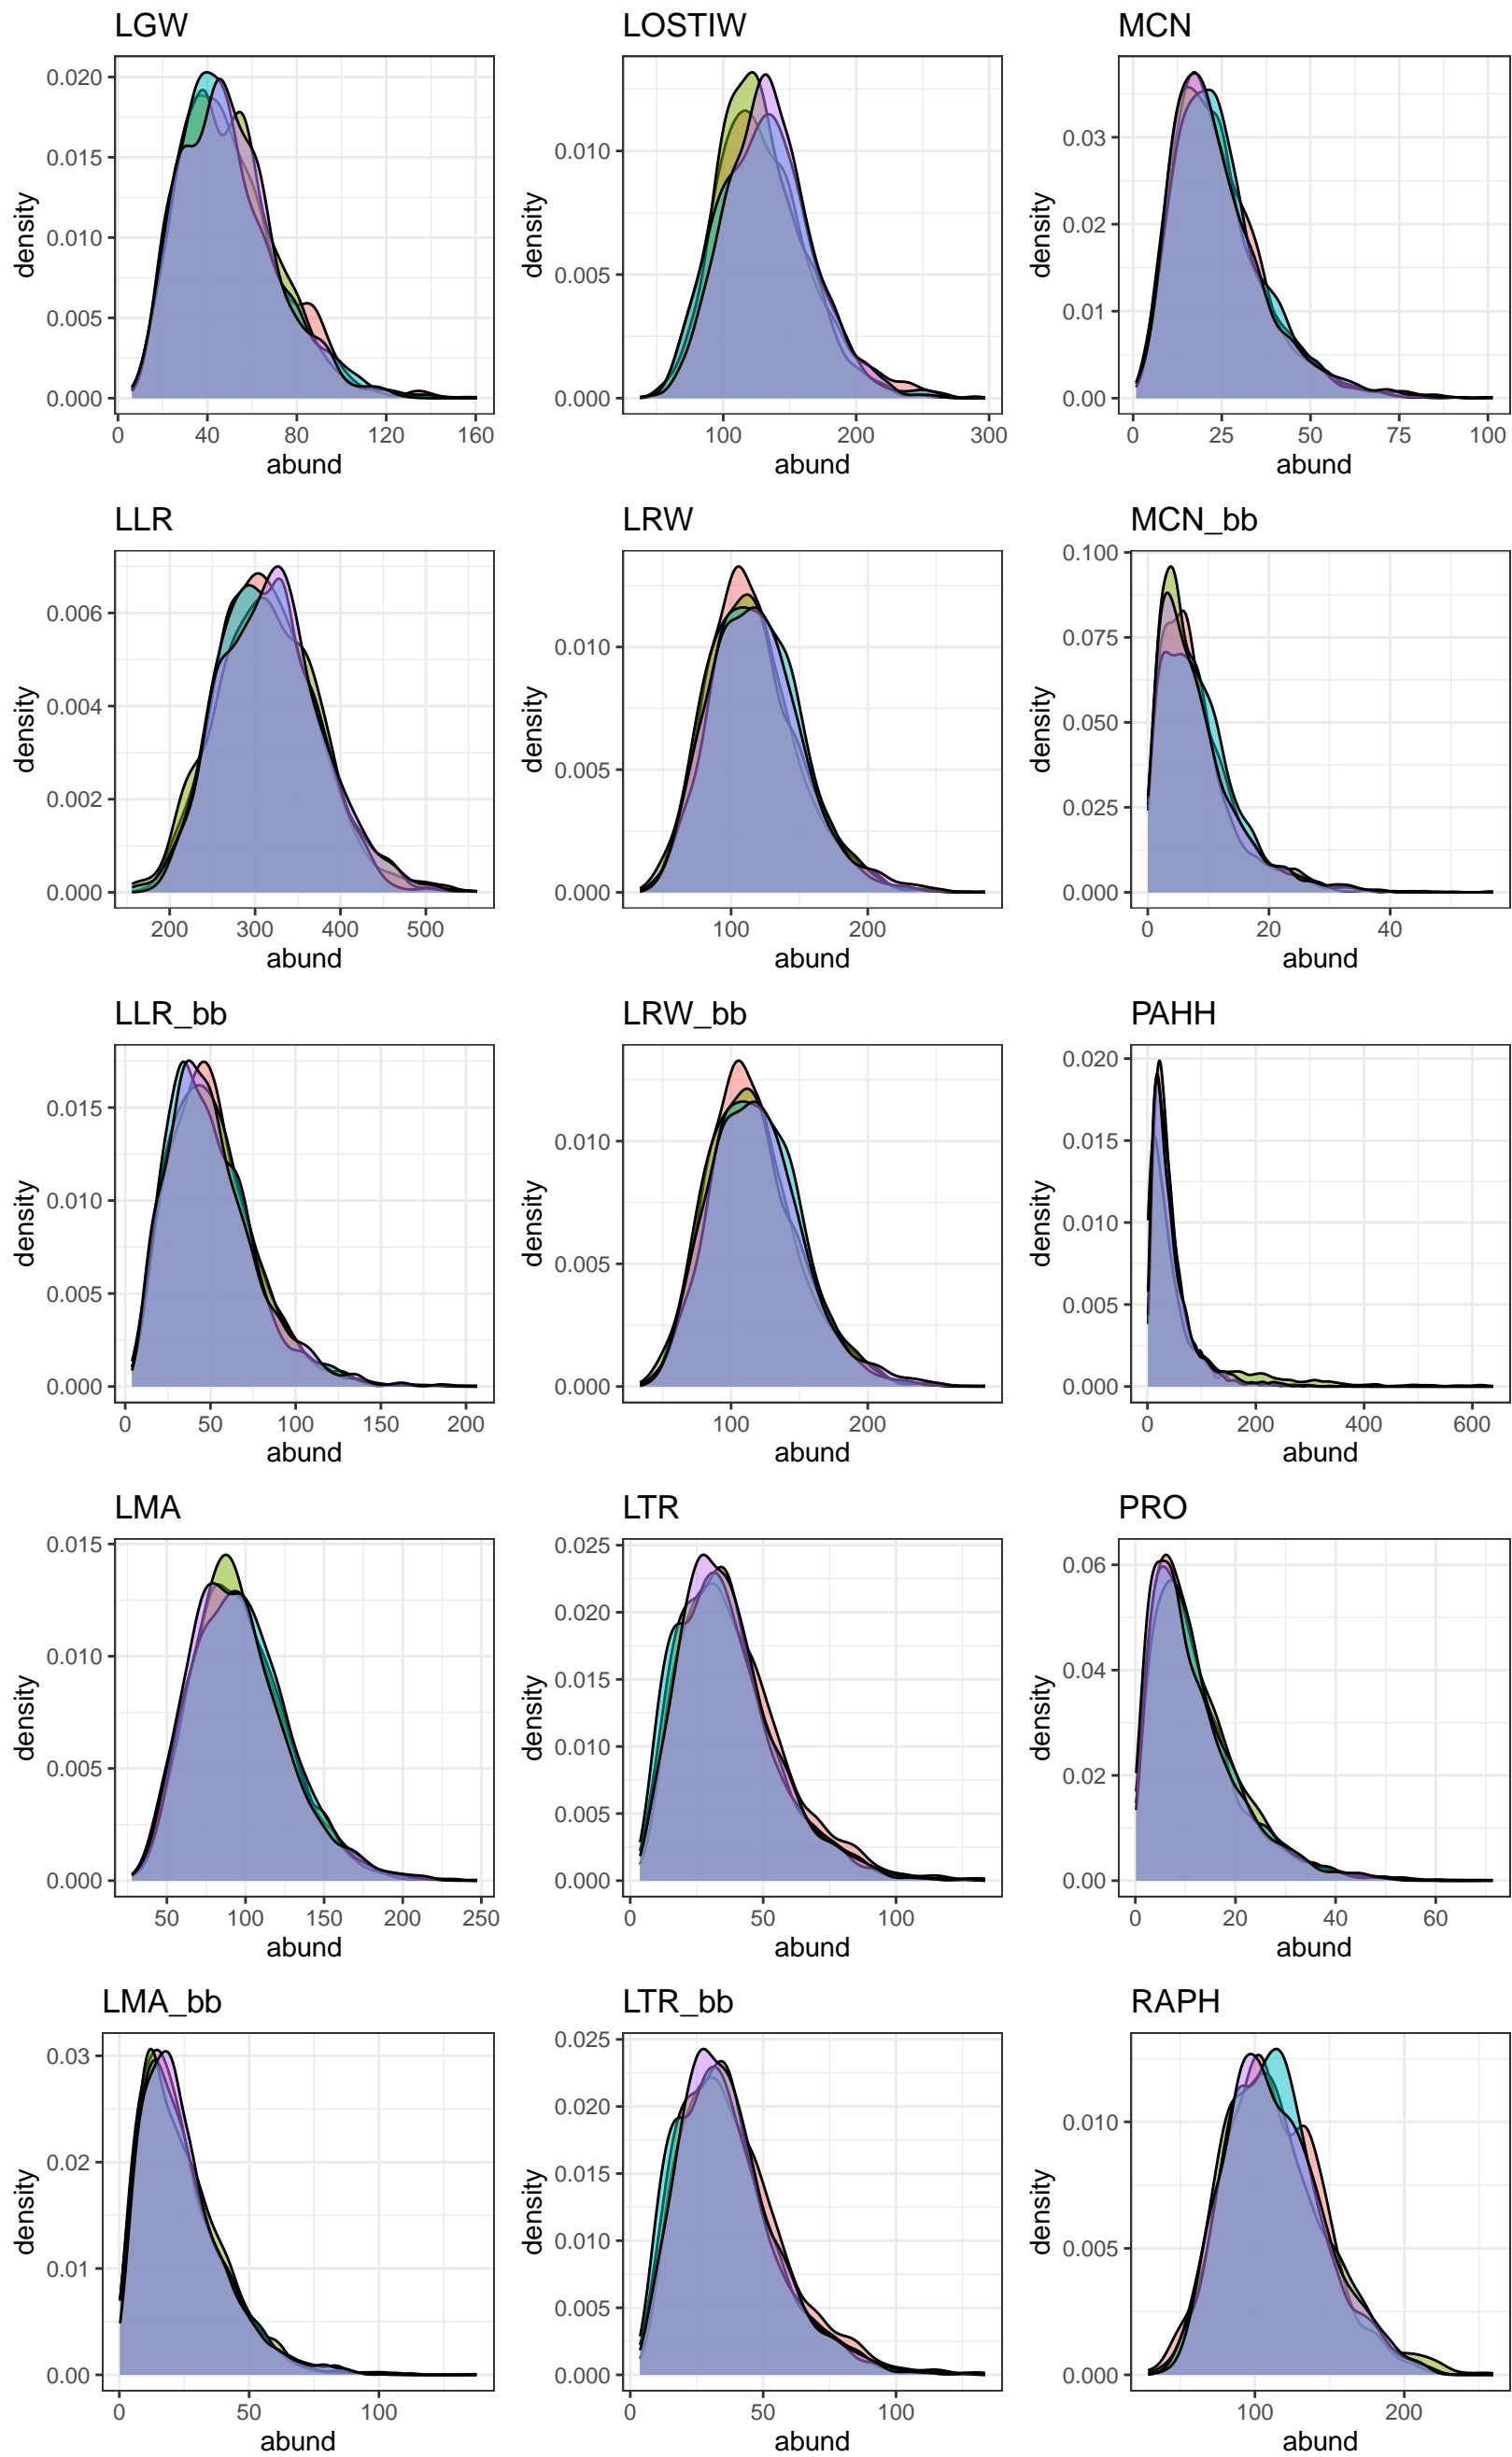 LGW
LOSTIW
MCN
0.020
0.015
0.010
0.005
0.000
density
0 40 80 120 160
abund
0.010
0.005
0.000
density
100 200 300
abund
0.03
0.02
0.01
0.00
density
0 25 50 75 100
abund
LLR
LRW
MCN_bb
0.006
0.004
0.002
0.000
density
200 300 400 500
abund
0.010
0.005
0.000
density
100 200
abund
0.100
0.075
0.050
0.025
0.000
density
0 20 40
abund
LLR_bb
LRW_bb
PAHH
0.015
0.010
0.005
0.000
density
0 50 100 150 200
abund
0.010
0.005
0.000
density
100 200
abund
0.020
0.015
0.010
0.005
0.000
density
0 200 400 600
abund
LMA
LTR
PRO
0.015
0.010
0.005
0.000
density
50 100 150 200 250
abund
0.025
0.020
0.015
0.010
0.005
0.000
density
0 50 100
abund
0.06
0.04
0.02
0.00
density
0 20 40 60
abund
LMA_bb
LTR_bb
RAPH
0.03
0.02
0.01
0.00
density
0 50 100
abund
0.025
0.020
0.015
0.010
0.005
0.000
density
0 50 100
abund
0.010
0.005
0.000
density
100 200
abund